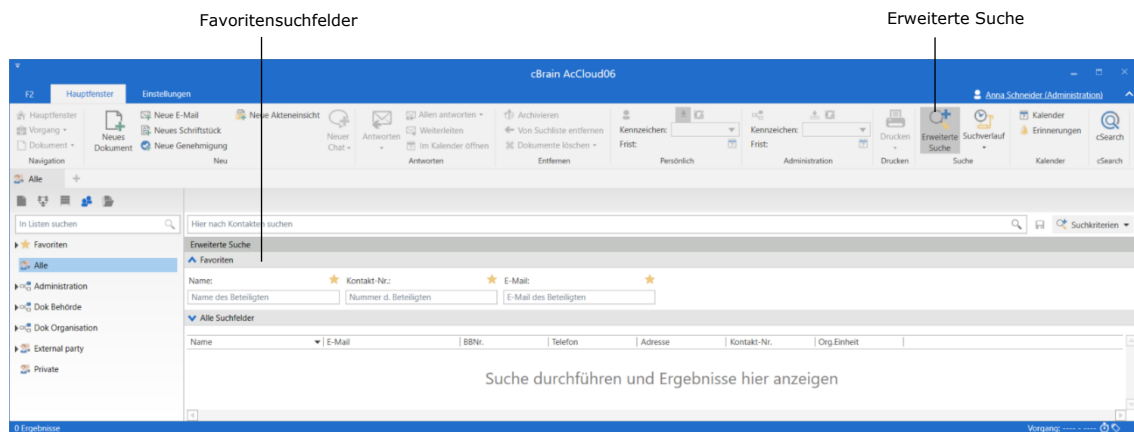 Favoritensuchfelder
Erweiterte Suche
cBrain AcCloud06
F2 Hauptfenster Einstellungen
Anna Schneider (Administration)
Hauptfenster
Vorgang
Dokument
Navigation
Neues Dokument
Neue E-Mail
Neues Schriftstück
Neue Genehmigung
Neue Akteneinsicht
Neuer Chat
Neu
Antworten
Allen antworten
Weiterleiten
Im Kalender öffnen
Antworten
Archivieren
Von Suchliste entfernen
Dokumente löschen
Entfernen
Kennzeichen:
Frist:
Persönlich
Kennzeichen:
Frist:
Administration
Drucken
Drucken
Erweiterte Suche
Suchverlauf
Suche
Kalender
Erinnerungen
Kalender
cSearch
cSearch
Alle
In Listen suchen
Hier nach Kontakten suchen
Suchkriterien
Favoriten
Alle
Administration
Dok Behörde
Dok Organisation
External party
Private
Erweiterte Suche
Favoriten
Name: Kontakt-Nr.: E-Mail:
Name des Beteiligten Nummer d. Beteiligten E-Mail des Beteiligten
Alle Suchfelder
Name E-Mail BBNr. Telefon Adresse Kontakt-Nr. Org.Einheit
Suche durchführen und Ergebnisse hier anzeigen
0 Ergebnisse
Vorgang: ---- - ----